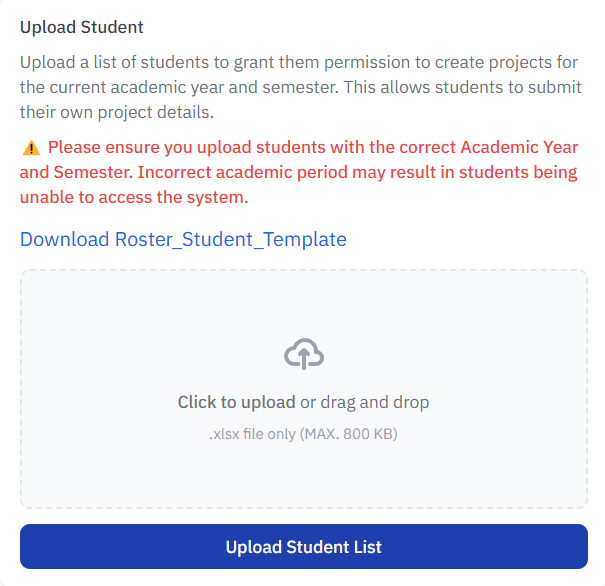 Upload Student
Upload a list of students to grant them permission to create projects for
the current academic year and semester. This allows students to submit
their own project details.
⚠️ Please ensure you upload students with the correct Academic Year
and Semester. Incorrect academic period may result in students being
unable to access the system.
Download Roster_Student_Template
Click to upload or drag and drop
.xlsx file only (MAX. 800 KB)
Upload Student List